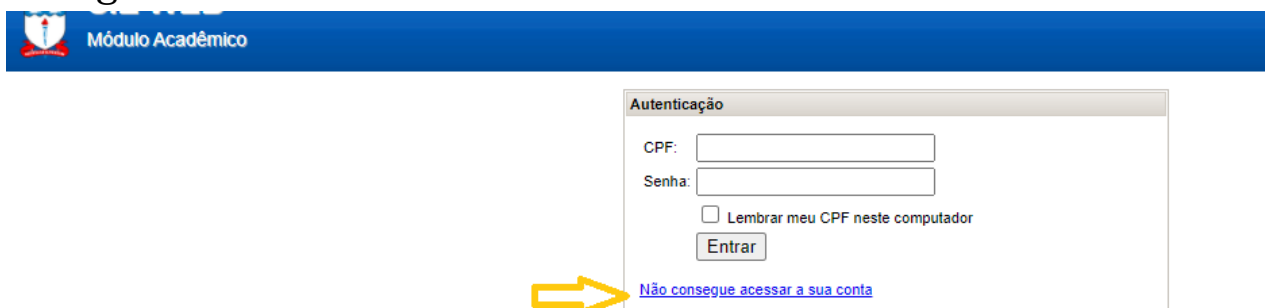 Módulo Acadêmico
Autenticação
CPF:
Senha:
Lembrar meu CPF neste computador
Entrar
Não consegue acessar a sua conta